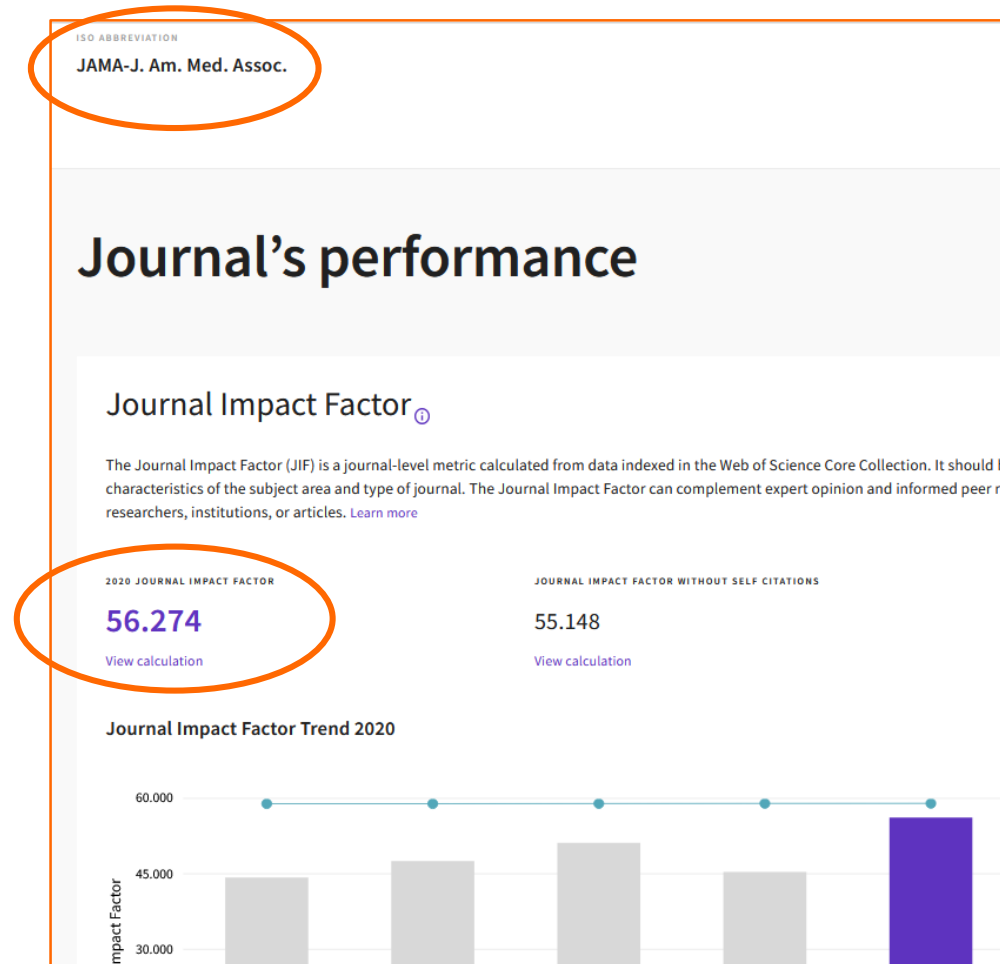 ISO ABBREVIATION
JAMA-J. Am. Med. Assoc.
Journal’s performance
Journal Impact Factor
The Journal Impact Factor (JIF) is a journal-level metric calculated from data indexed in the Web of Science Core Collection. It should
characteristics of the subject area and type of journal. The Journal Impact Factor can complement expert opinion and informed peer
researchers, institutions, or articles. Learn more
2020 JOURNAL IMPACT FACTOR
JOURNAL IMPACT FACTOR WITHOUT SELF CITATIONS
56.274
55.148
View calculation
View calculation
Journal Impact Factor Trend 2020
60.000
45.000
30.000
mpact Factor